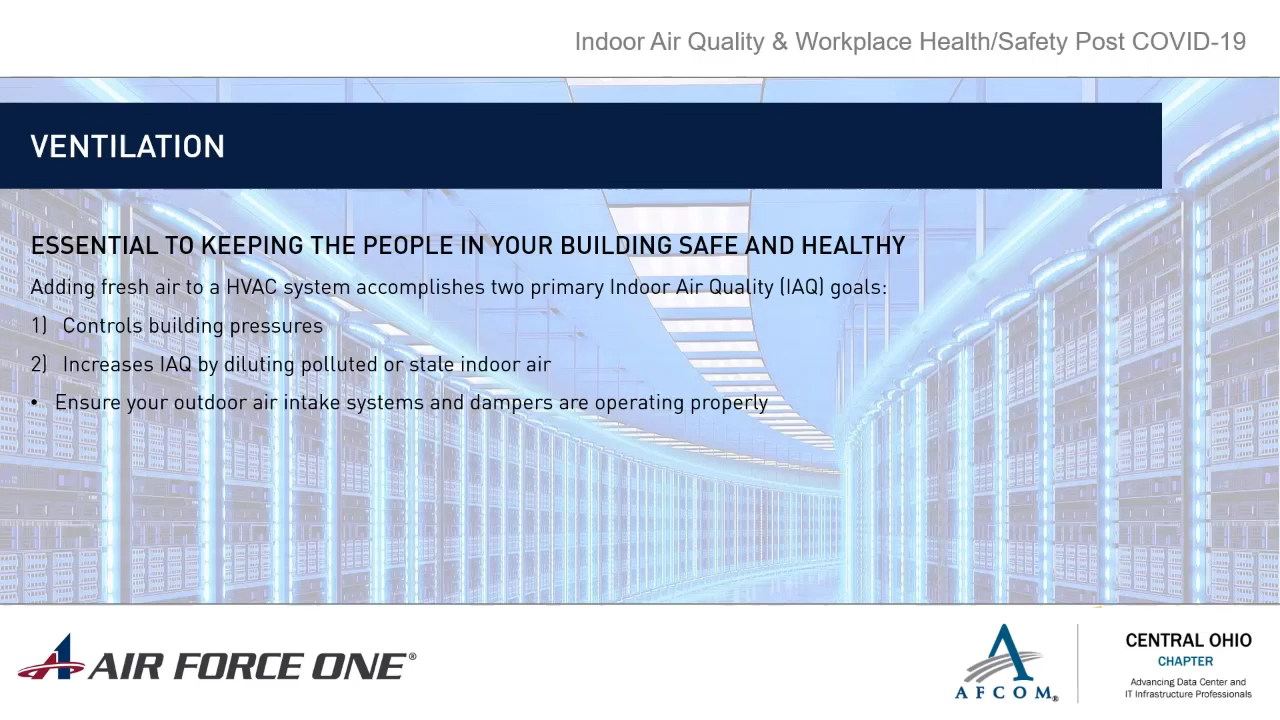 Indoor Air Quality & Workplace Health/Safety Post COVID-19
VENTILATION
ESSENTIAL TO KEEPING THE PEOPLE IN YOUR BUILDING SAFE AND HEALTHY
Adding fresh air to a HVAC system accomplishes two primary Indoor Air Quality (IAQ) goals:
1) Controls building pressures
2) Increases IAQ by diluting polluted or stale indoor air
• Ensure your outdoor air intake systems and dampers are operating properly
AIR FORCE ONE®
AFCOM®
CENTRAL OHIO
CHAPTER
Advancing Data Center and
IT Infrastructure Professionals